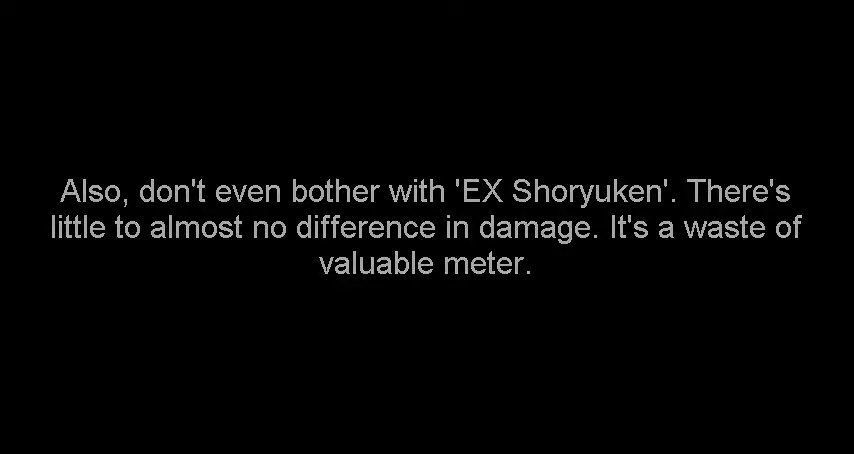 Also, don't even bother with 'EX Shoryuken'. There's
little to almost no difference in damage. It's a waste of
valuable meter.